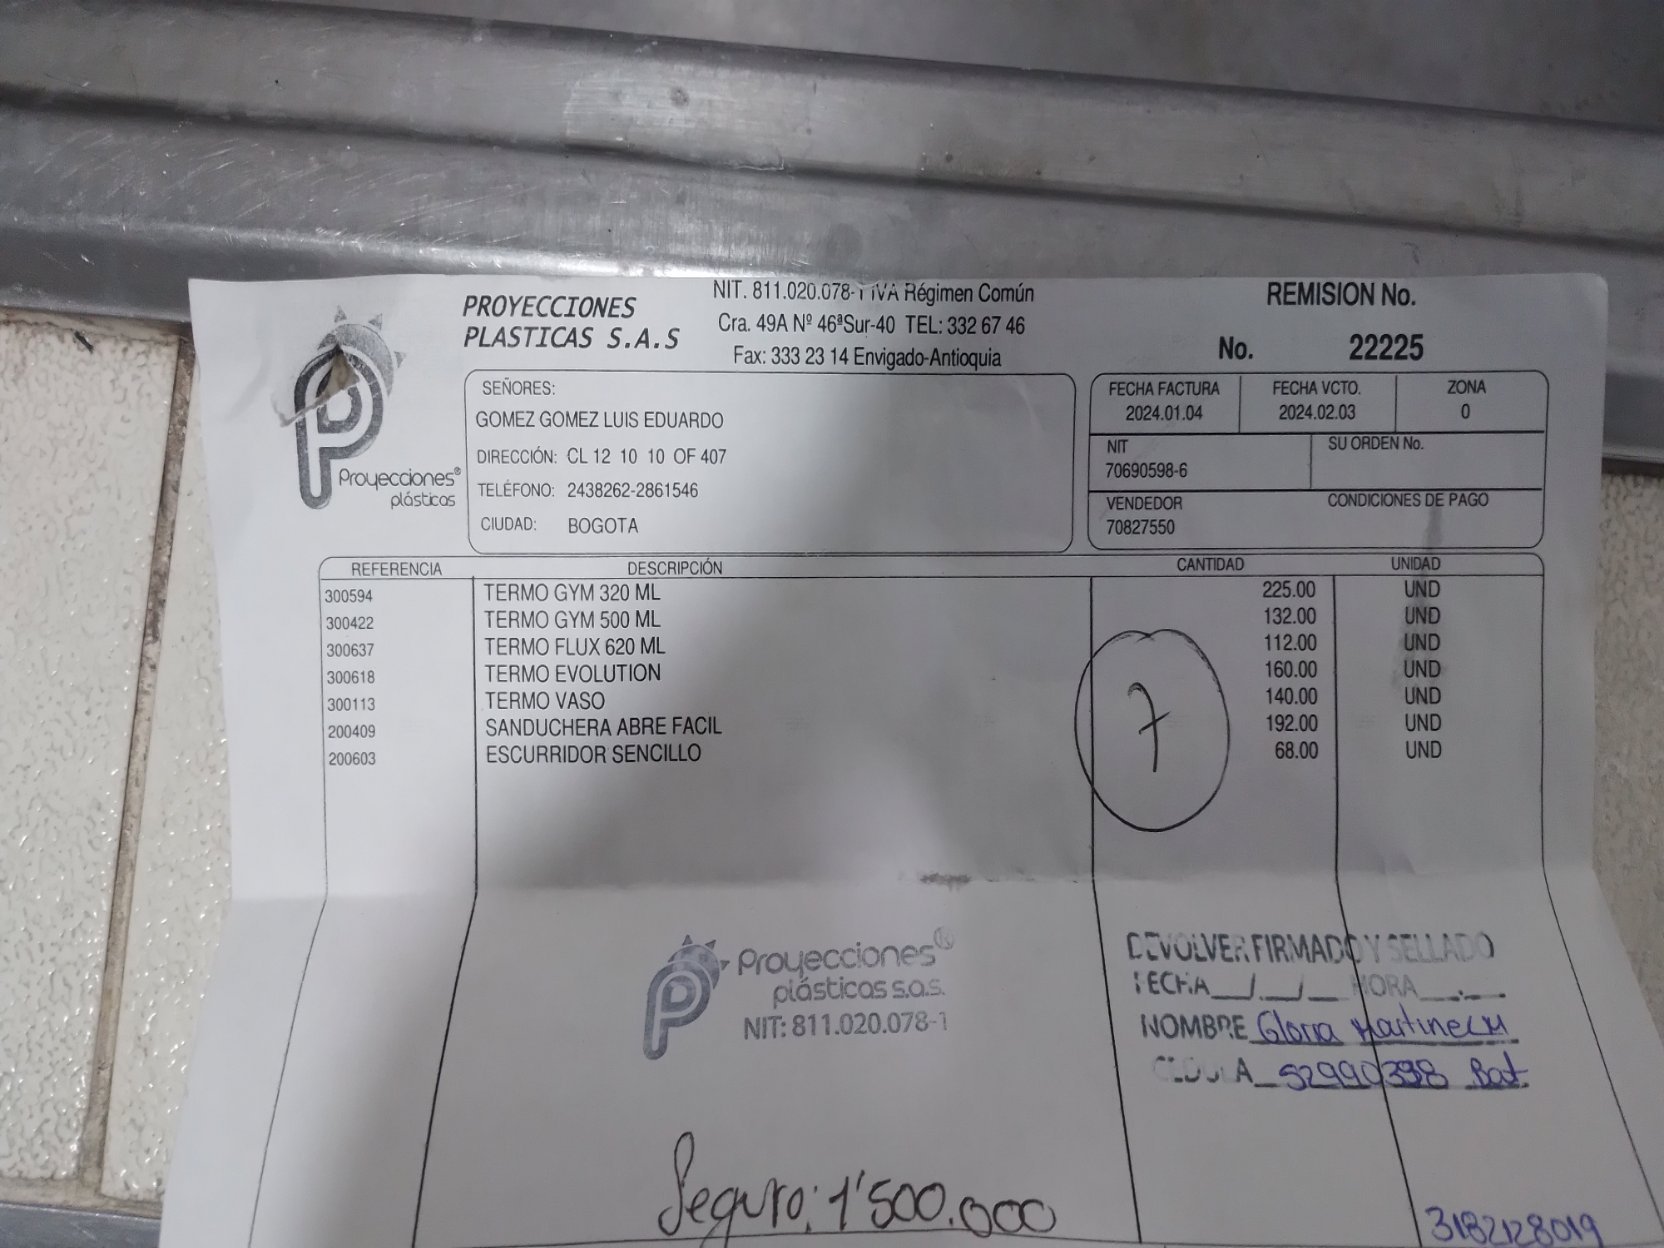 PROYECCIONES
PLASTICAS S.A.S
NIT. 811.020.078-1 IVA Régimen Común
Cra. 49A Nº 46ªSur-40 TEL: 332 67 46
Fax: 333 23 14 Envigado-Antioquia
REMISION No.
No. 22225
Proyecciones®
plásticas
SEÑORES:
GOMEZ GOMEZ LUIS EDUARDO
DIRECCIÓN: CL 12 10 10 OF 407
TELÉFONO: 2438262-2861546
CIUDAD: BOGOTA
FECHA FACTURA FECHA VCTO. ZONA
2024.01.04 2024.02.03 0
NIT SU ORDEN No.
70690598-6
VENDEDOR CONDICIONES DE PAGO
70827550
REFERENCIA DESCRIPCIÓN CANTIDAD UNIDAD
300594 TERMO GYM 320 ML 225.00 UND
300422 TERMO GYM 500 ML 132.00 UND
300637 TERMO FLUX 620 ML 112.00 UND
300618 TERMO EVOLUTION 160.00 UND
300113 TERMO VASO 140.00 UND
200409 SANDUCHERA ABRE FACIL 192.00 UND
200603 ESCURRIDOR SENCILLO 68.00 UND
7
Proyecciones®
plásticas s.a.s.
NIT: 811.020.078-1
DEVOLVER FIRMADO Y SELLADO
FECHA__/__/__ HORA__.__
NOMBRE Gloria Martinez M
CEDULA 52990398 Bot.
Seguro: 1'500.000
3182128019